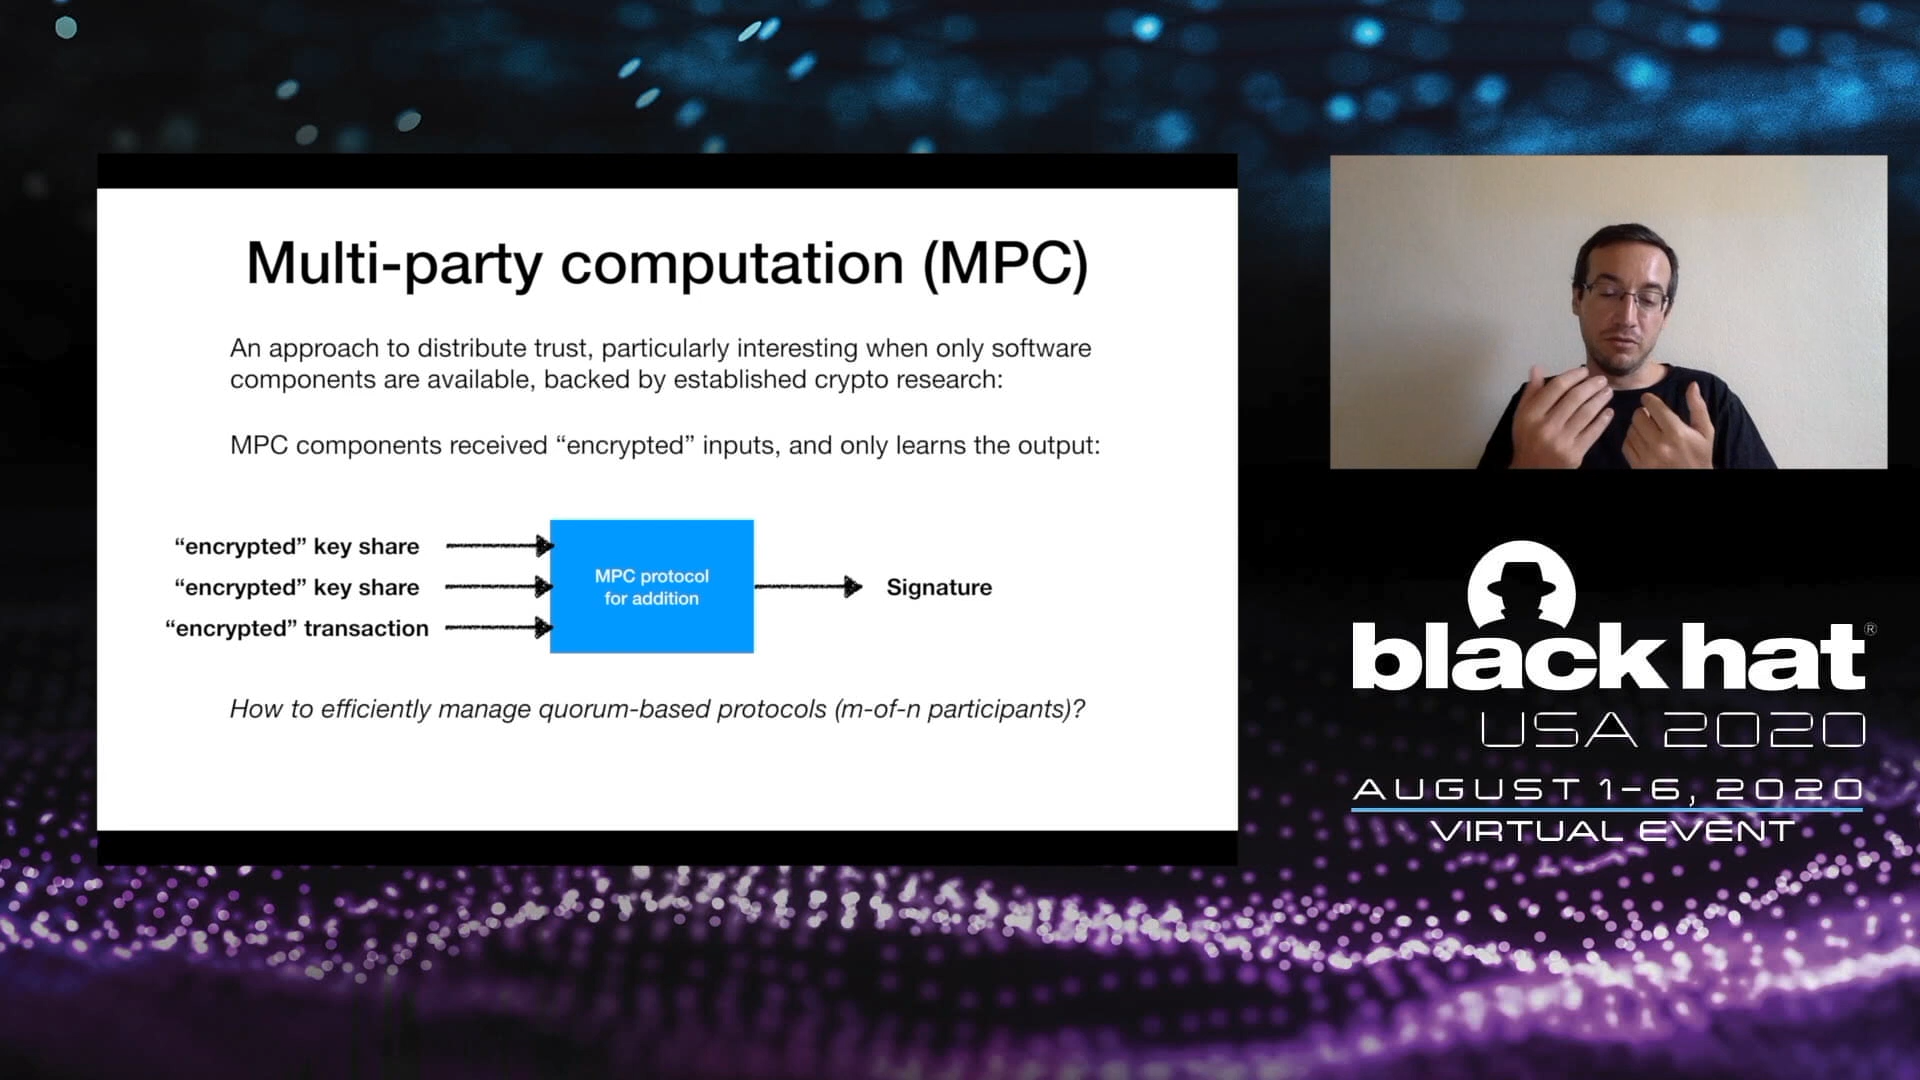 Multi-party computation (MPC)
An approach to distribute trust, particularly interesting when only software
components are available, backed by established crypto research:
MPC components received “encrypted” inputs, and only learns the output:
“encrypted” key share
“encrypted” key share
“encrypted” transaction
MPC protocol
for addition
Signature
How to efficiently manage quorum-based protocols (m-of-n participants)?
black hat®
USA 2020
AUGUST 1-6, 2020
VIRTUAL EVENT